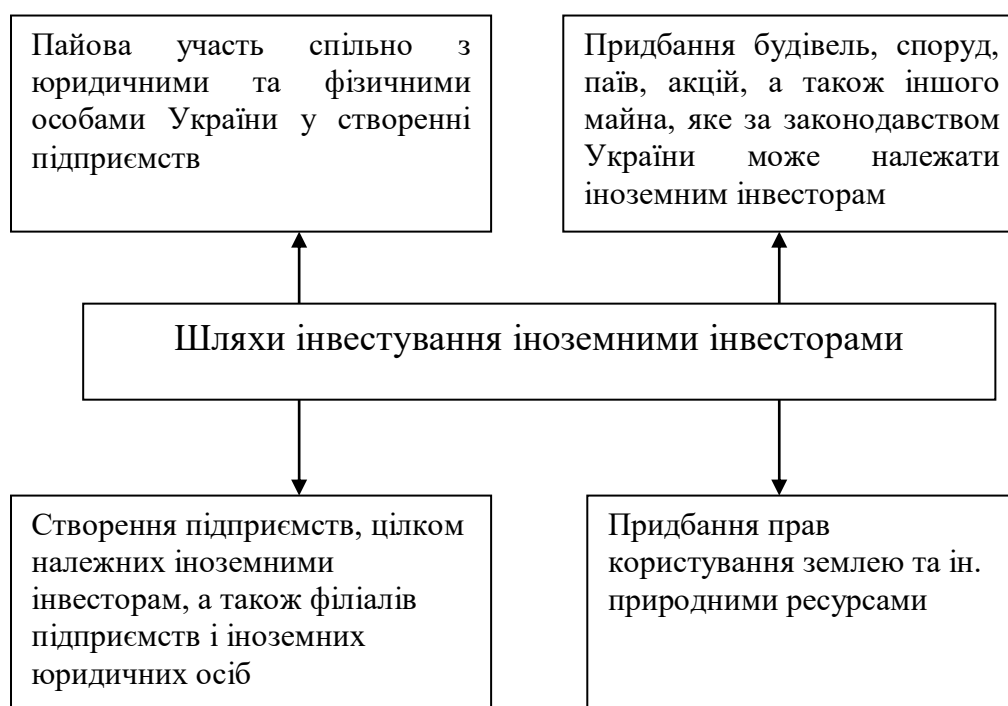 Пайова участь спільно з
юридичними та фізичними
особами України у створенні
підприємств
Придбання будівель, споруд,
паїв, акцій, а також іншого
майна, яке за законодавством
України може належати
іноземним інвесторам
Шляхи інвестування іноземними інвесторами
Створення підприємств, цілком
належних іноземними
інвесторам, а також філіалів
підприємств і іноземних
юридичних осіб
Придбання прав
користування землею та ін.
природними ресурсами